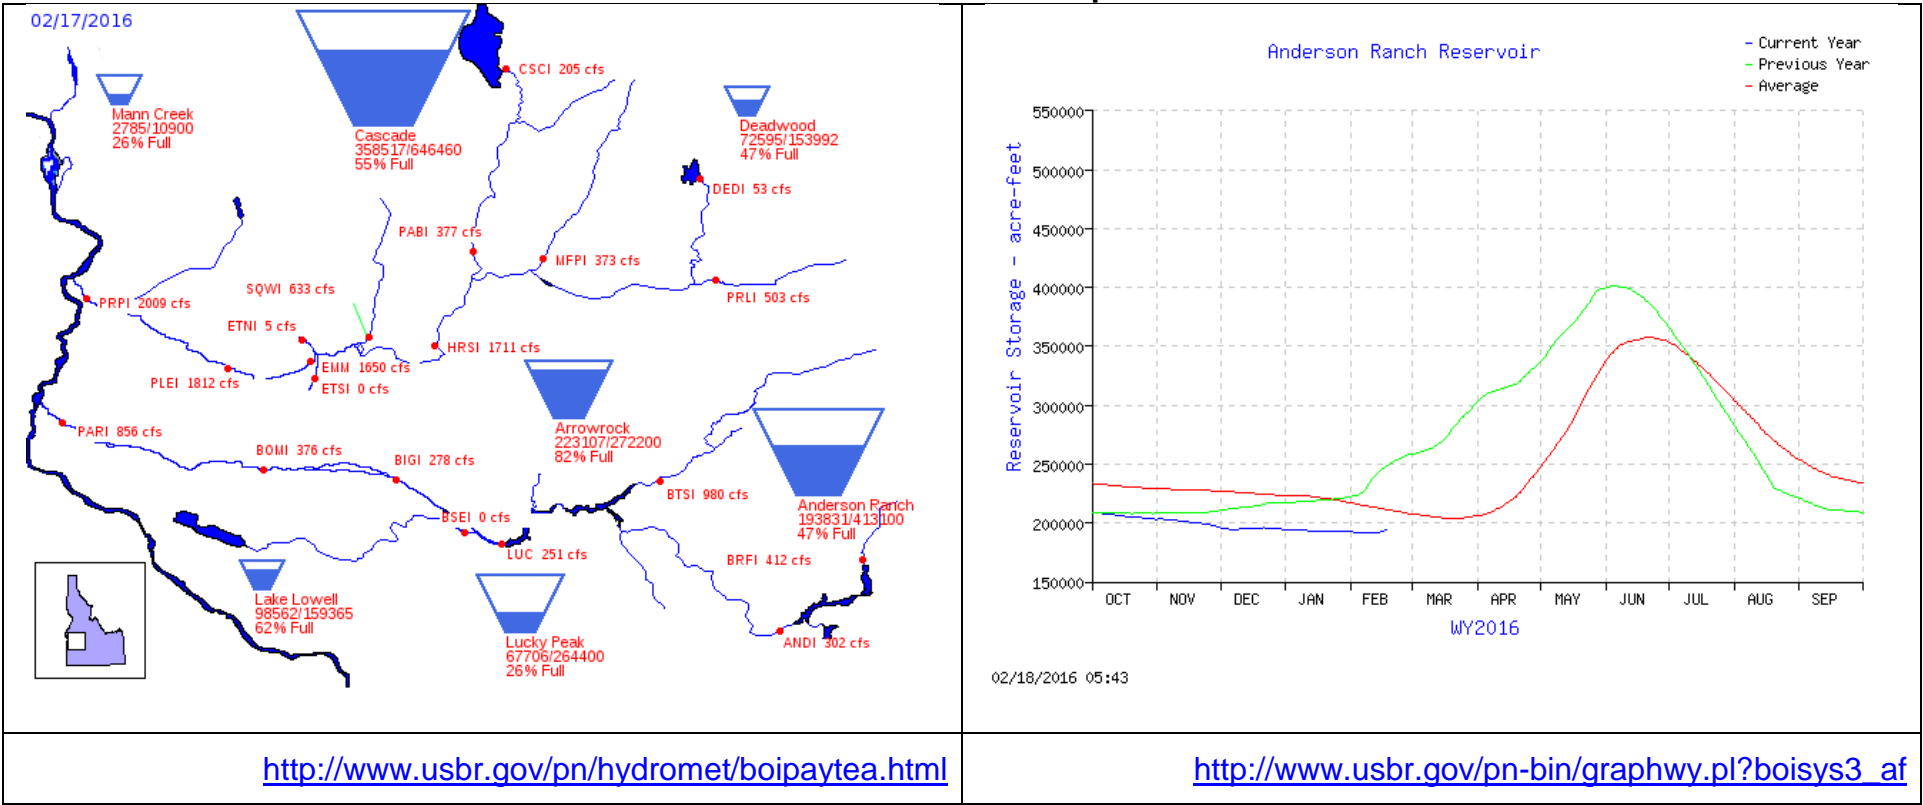 02/17/2016
Mann Creek
2785/10900
26% Full
Cascade
358517/646460
55% Full
CSCI 205 cfs
Deadwood
72595/153992
47% Full
DEDI 53 cfs
PABI 377 cfs
MFPI 373 cfs
PRLI 503 cfs
PRPI 2009 cfs
SQWI 633 cfs
ETNI 5 cfs
HRSI 1711 cfs
EMM 1650 cfs
PLEI 1812 cfs
ETSI 0 cfs
PARI 856 cfs
BOMI 376 cfs
BIGI 278 cfs
Arrowrock
223107/272200
82% Full
BTSI 980 cfs
Anderson Ranch
193831/413100
47% Full
BSEI 0 cfs
LUC 251 cfs
BRFI 412 cfs
Lake Lowell
98562/159365
62% Full
Lucky Peak
67706/264400
26% Full
ANDI 302 cfs
http://www.usbr.gov/pn/hydromet/boipaytea.html
Anderson Ranch Reservoir
Current Year
Previous Year
Average
Reservoir Storage - acre-feet
550000
500000
450000
400000
350000
300000
250000
200000
150000
OCT NOV DEC JAN FEB MAR APR MAY JUN JUL AUG SEP
WY2016
02/18/2016 05:43
http://www.usbr.gov/pn-bin/graphwy.pl?boisys3_af